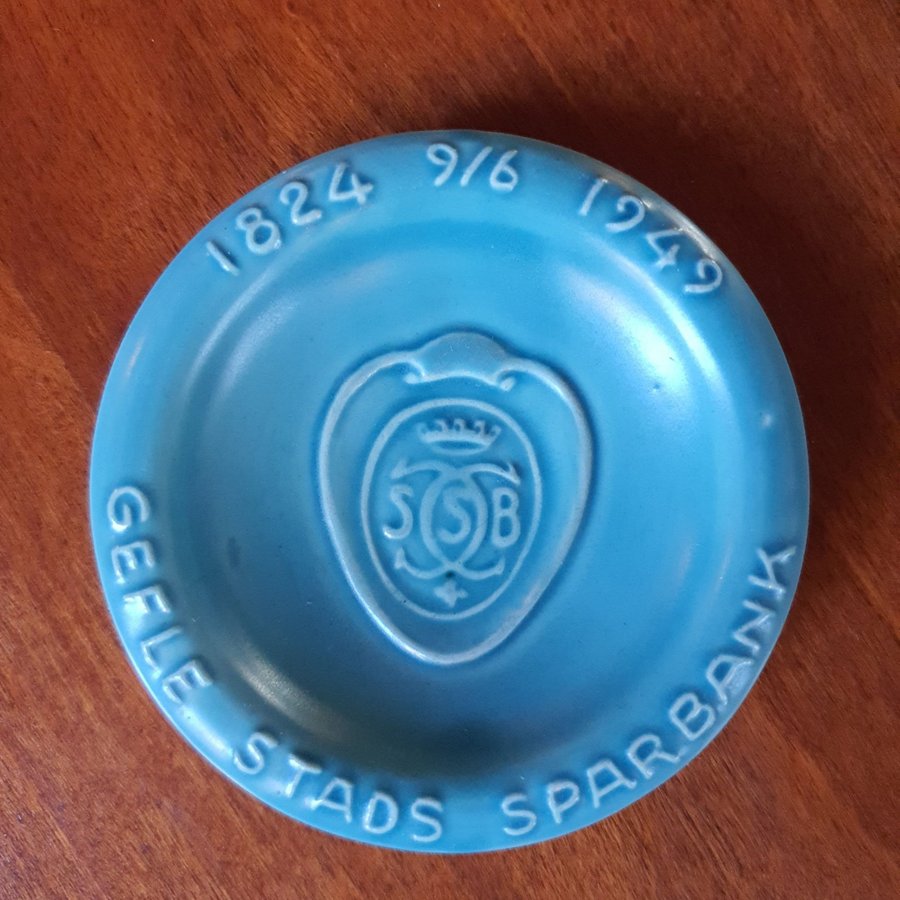 1824 9/6 1949
SSB
GEFLE STADS SPARBANK